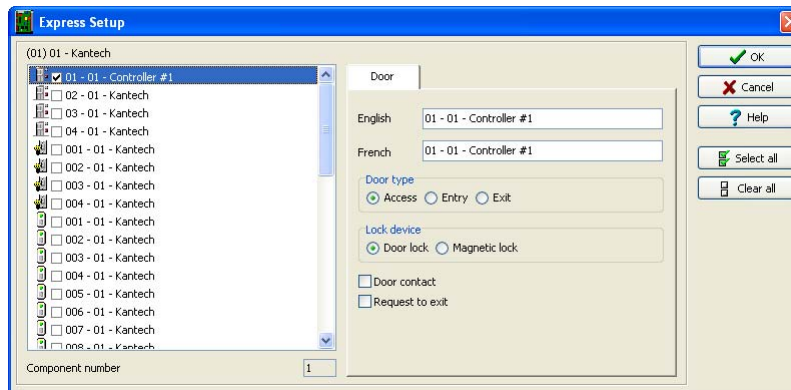 Express Setup
(01) 01 - Kantech
01 - 01 - Controller #1
02 - 01 - Kantech
03 - 01 - Kantech
04 - 01 - Kantech
001 - 01 - Kantech
002 - 01 - Kantech
003 - 01 - Kantech
004 - 01 - Kantech
001 - 01 - Kantech
002 - 01 - Kantech
003 - 01 - Kantech
004 - 01 - Kantech
005 - 01 - Kantech
006 - 01 - Kantech
007 - 01 - Kantech
008 - 01 - Kantech
Component number 1
Door
English 01 - 01 - Controller #1
French 01 - 01 - Controller #1
Door type
Access Entry Exit
Lock device
Door lock Magnetic lock
Door contact
Request to exit
OK
Cancel
? Help
Select all
Clear all